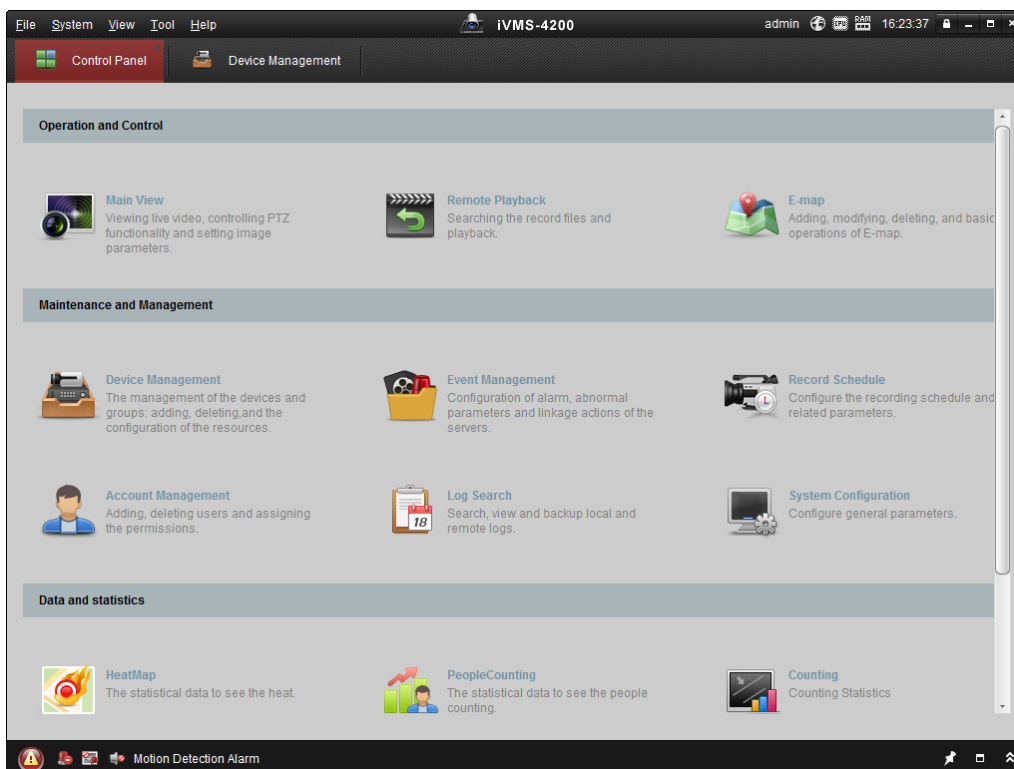 File System View Tool Help iVMS-4200 admin CPU RAM 16:23:37
Control Panel Device Management
Operation and Control
Main View
Viewing live video, controlling PTZ
functionality and setting image
parameters.
Remote Playback
Searching the record files and
playback.
E-map
Adding, modifying, deleting, and basic
operations of E-map.
Maintenance and Management
Device Management
The management of the devices and
groups: adding, deleting,and the
configuration of the resources.
Event Management
Configuration of alarm, abnormal
parameters and linkage actions of the
servers.
Record Schedule
Configure the recording schedule and
related parameters.
Account Management
Adding, deleting users and assigning
the permissions.
18
Log Search
Search, view and backup local and
remote logs.
System Configuration
Configure general parameters.
Data and statistics
HeatMap
The statistical data to see the heat.
PeopleCounting
The statistical data to see the people
counting.
Counting
Counting Statistics
Motion Detection Alarm